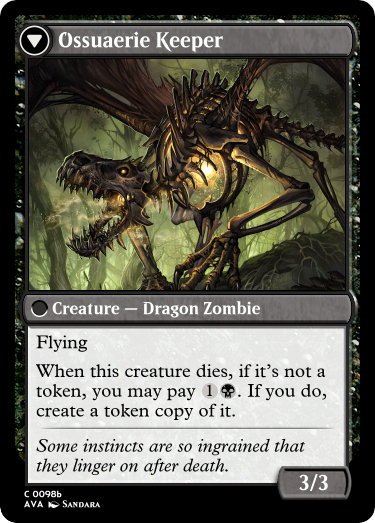 Ossuaerie Keeper
Creature — Dragon Zombie
Flying
When this creature dies, if it's not a
token, you may pay 1. If you do,
create a token copy of it.
Some instincts are so ingrained that
they linger on after death.
3/3
C 0098b
AVA Sandara